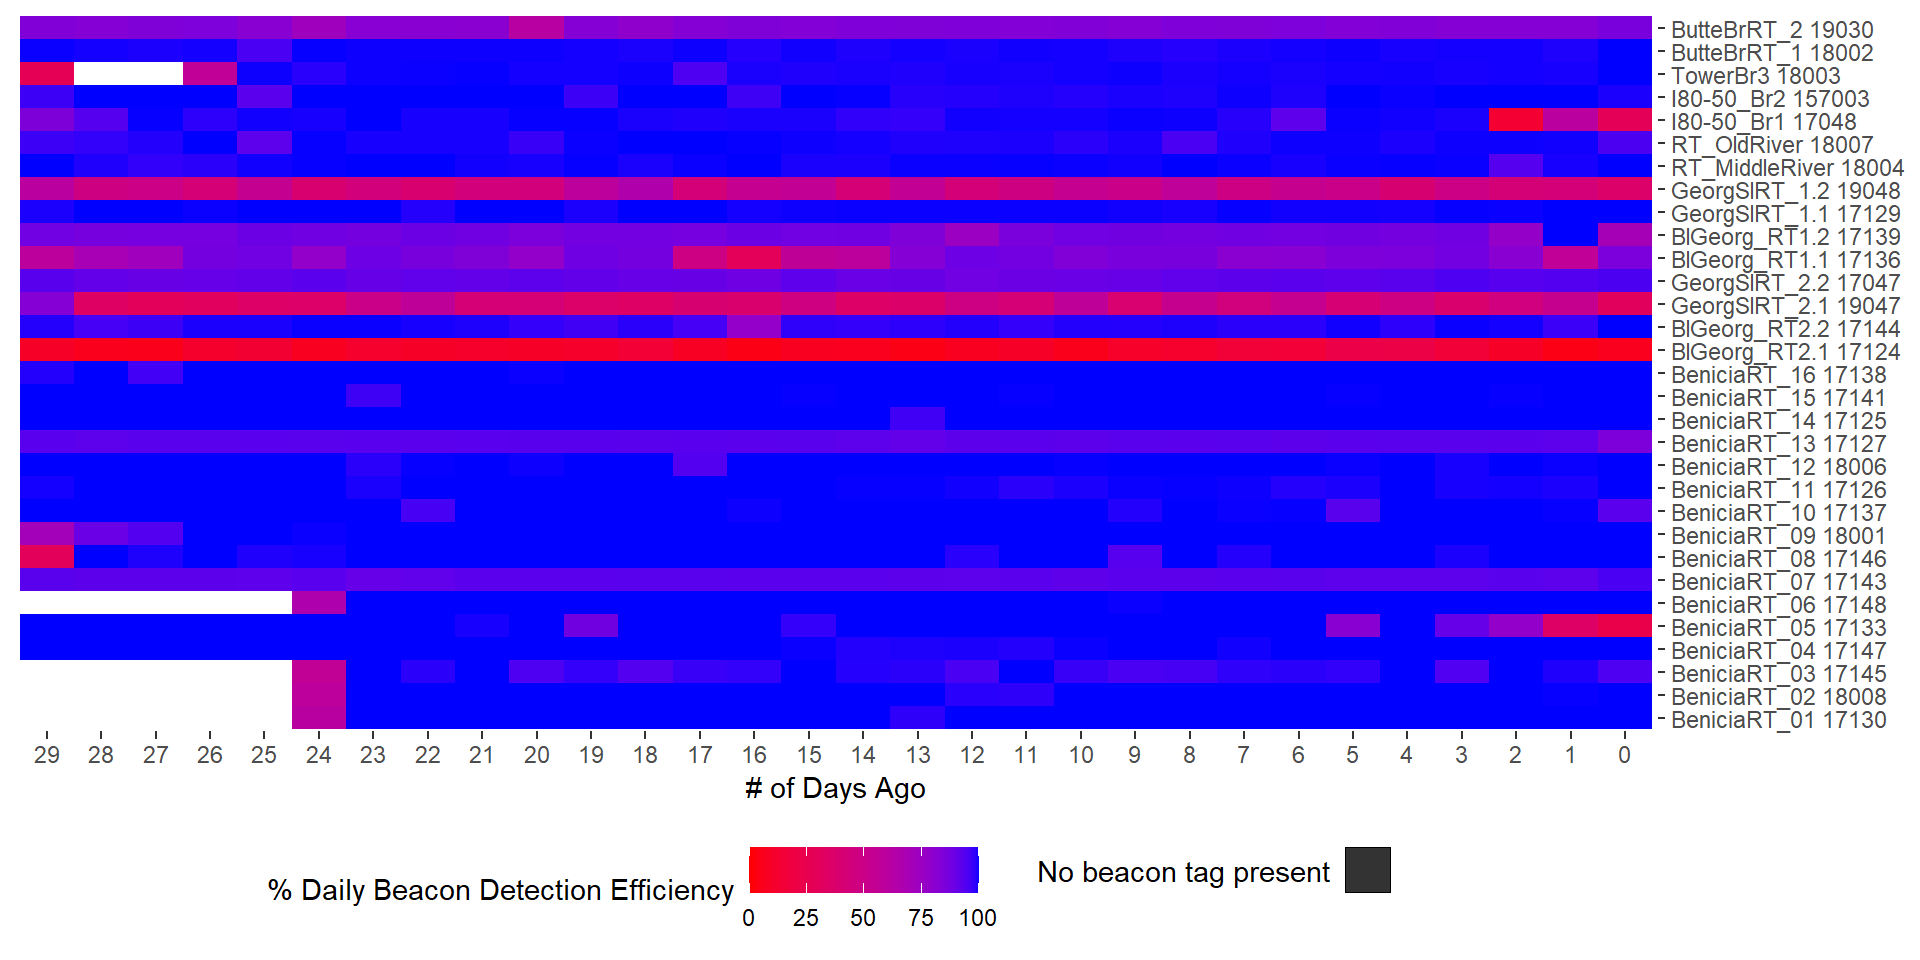 ButteBrRT_2 19030
ButteBrRT_1 18002
TowerBr3 18003
I80-50_Br2 157003
I80-50_Br1 17048
RT_OldRiver 18007
RT_MiddleRiver 18004
GeorgSlRT_1.2 19048
GeorgSlRT_1.1 17129
BlGeorg_RT1.2 17139
BlGeorg_RT1.1 17136
GeorgSlRT_2.2 17047
GeorgSlRT_2.1 19047
BlGeorg_RT2.2 17144
BlGeorg_RT2.1 17124
BeniciaRT_16 17138
BeniciaRT_15 17141
BeniciaRT_14 17125
BeniciaRT_13 17127
BeniciaRT_12 18006
BeniciaRT_11 17126
BeniciaRT_10 17137
BeniciaRT_09 18001
BeniciaRT_08 17146
BeniciaRT_07 17143
BeniciaRT_06 17148
BeniciaRT_05 17133
BeniciaRT_04 17147
BeniciaRT_03 17145
BeniciaRT_02 18008
BeniciaRT_01 17130
29 28 27 26 25 24 23 22 21 20 19 18 17 16 15 14 13 12 11 10 9 8 7 6 5 4 3 2 1 0
# of Days Ago
% Daily Beacon Detection Efficiency
0 25 50 75 100
No beacon tag present